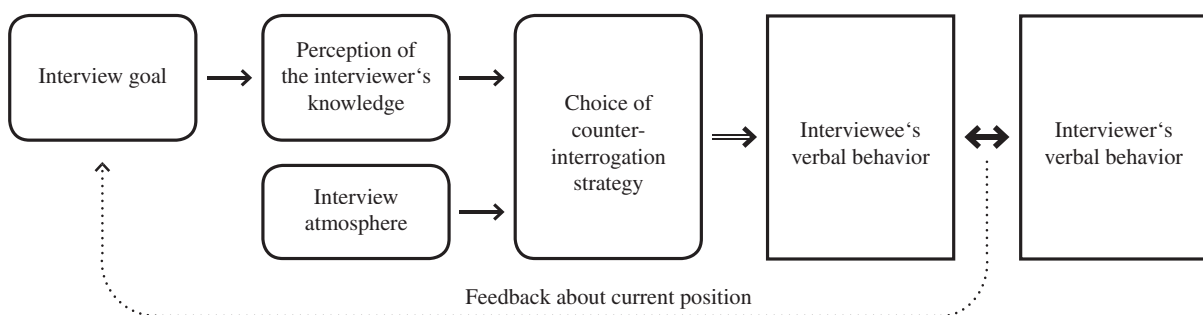 Interview goal
Perception of
the interviewer‘s
knowledge
Interview
atmosphere
Choice of
counter-
interrogation
strategy
Interviewee‘s
verbal behavior
Interviewer‘s
verbal behavior
Feedback about current position